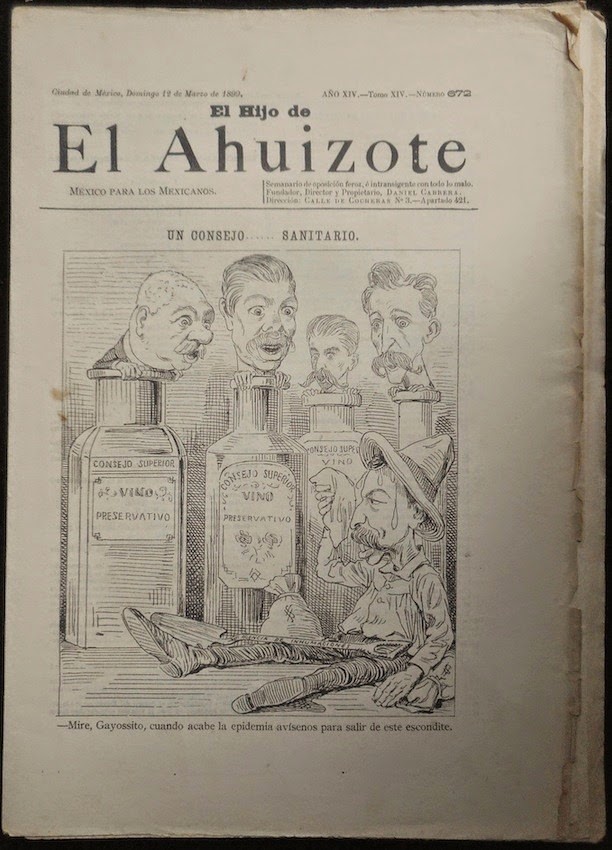 Ciudad de México, Domingo 12 de Marzo de 1899. AÑO XIV.—Tomo XIV.—NÚMERO 672
El Hijo de
El Ahuizote
MÉXICO PARA LOS MEXICANOS.
Semanario de oposición feroz, é intransigente con todo lo malo.
Fundador, Director y Propietario, DANIEL CABRERA.
Dirección: CALLE DE COCHERAS Nº 3.—Apartado 421.
UN CONSEJO...... SANITARIO.
CONSEJO SUPERIOR
VINO
PRESERVATIVO
CONSEJO SUPERIOR
VINO
PRESERVATIVO
CONSEJO SUPE
VINO
$
—Mire, Gayossito, cuando acabe la epidemia avísenos para salir de este escondite.